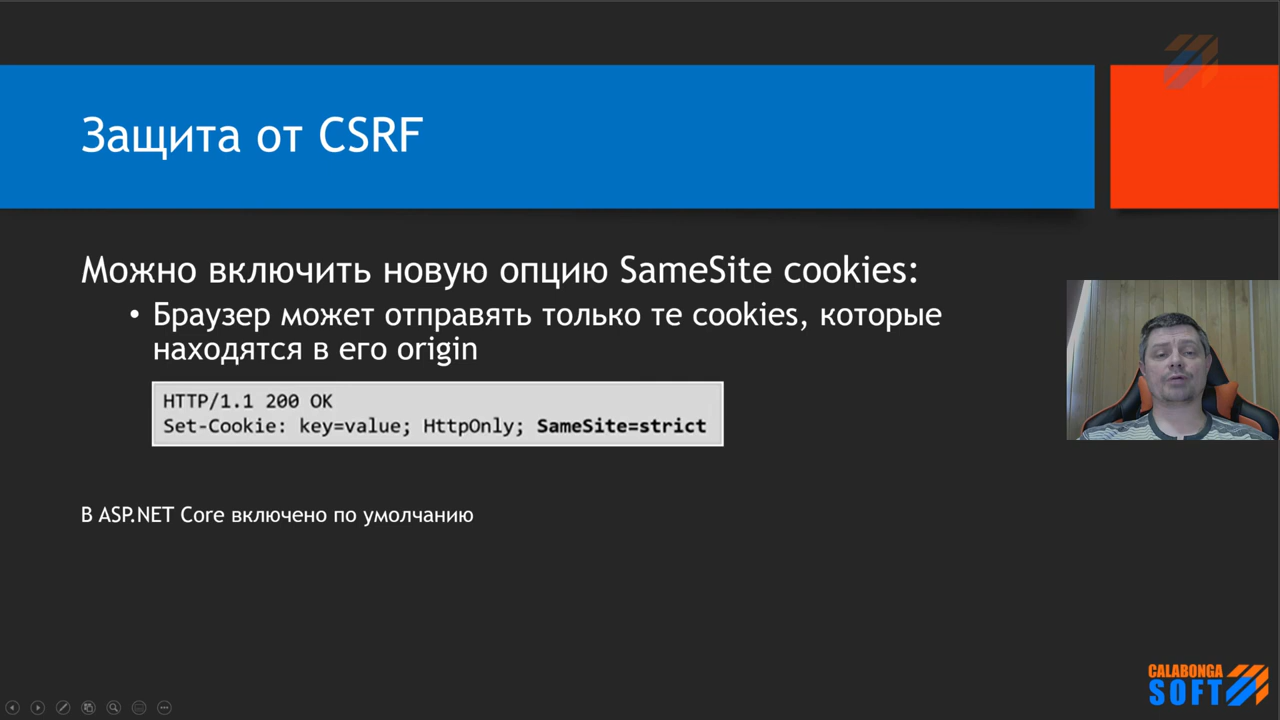 Защита от CSRF
Можно включить новую опцию SameSite cookies:
• Браузер может отправять только те cookies, которые
находятся в его origin
HTTP/1.1 200 OK
Set-Cookie: key=value; HttpOnly; SameSite=strict
В ASP.NET Core включено по умолчанию
CALABONGA
SOFT